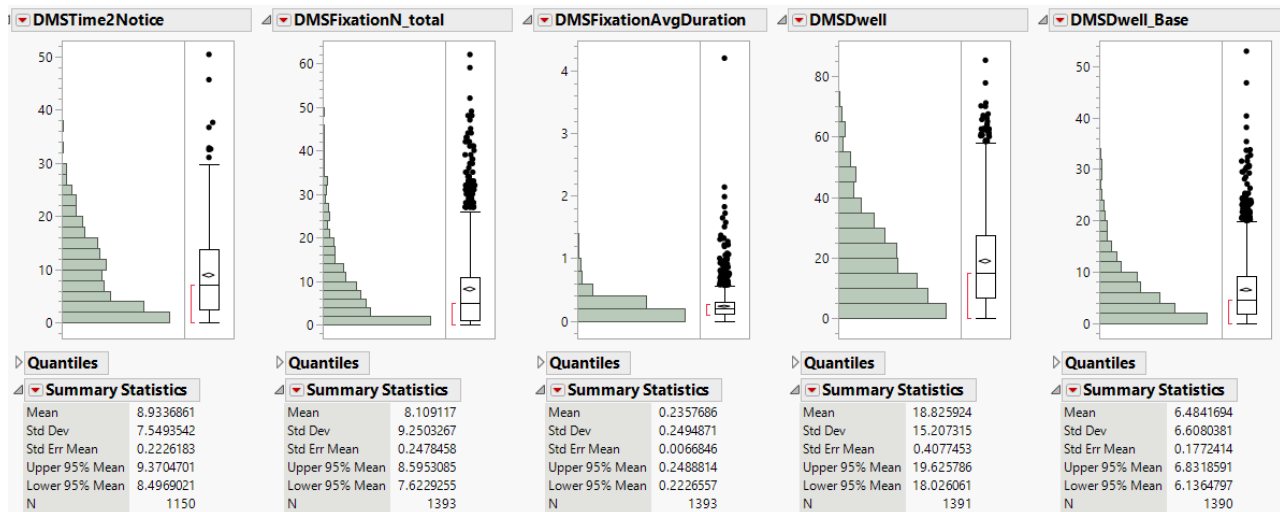 DMSTime2Notice
50
40
30
20
10
0
Quantiles
Summary Statistics
Mean 8.9336861
Std Dev 7.5493542
Std Err Mean 0.2226183
Upper 95% Mean 9.3704701
Lower 95% Mean 8.4969021
N 1150
DMSFixationN_total
60
50
40
30
20
10
0
Quantiles
Summary Statistics
Mean 8.109117
Std Dev 9.2503267
Std Err Mean 0.2478458
Upper 95% Mean 8.5953085
Lower 95% Mean 7.6229255
N 1393
DMSFixationAvgDuration
4
3
2
1
0
Quantiles
Summary Statistics
Mean 0.2357686
Std Dev 0.2494871
Std Err Mean 0.0066846
Upper 95% Mean 0.2488814
Lower 95% Mean 0.2226557
N 1393
DMSDwell
80
60
40
20
0
Quantiles
Summary Statistics
Mean 18.825924
Std Dev 15.207315
Std Err Mean 0.4077453
Upper 95% Mean 19.625786
Lower 95% Mean 18.026061
N 1391
DMSDwell_Base
50
40
30
20
10
0
Quantiles
Summary Statistics
Mean 6.4841694
Std Dev 6.6080381
Std Err Mean 0.1772414
Upper 95% Mean 6.8318591
Lower 95% Mean 6.1364797
N 1390